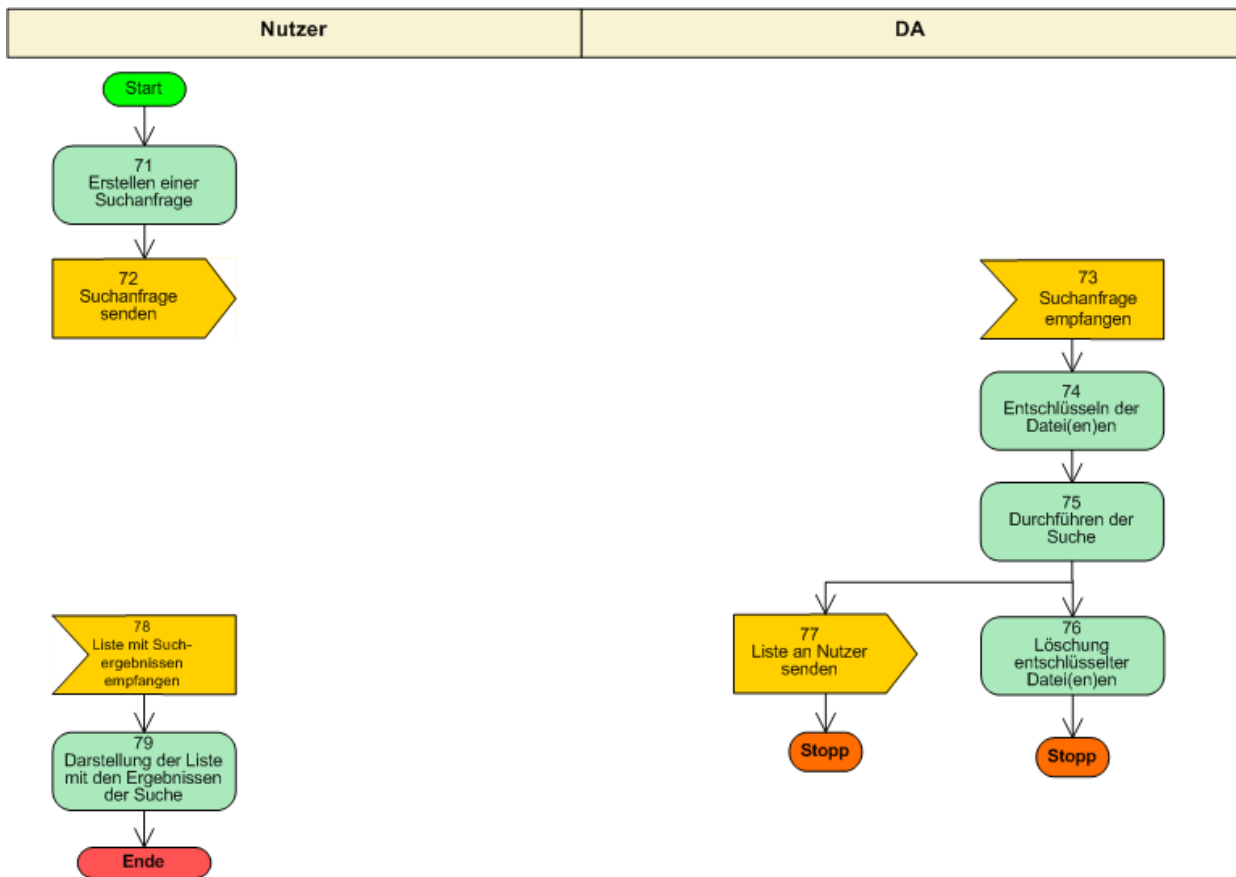 Nutzer
DA
Start
71
Erstellen einer
Suchanfrage
72
Suchanfrage
senden
73
Suchanfrage
empfangen
74
Entschlüsseln der
Datei(en)en
75
Durchführen der
Suche
76
Löschung
entschlüsselter
Datei(en)en
77
Liste an Nutzer
senden
Stopp
Stopp
78
Liste mit Such-
ergebnissen
empfangen
79
Darstellung der Liste
mit den Ergebnissen
der Suche
Ende